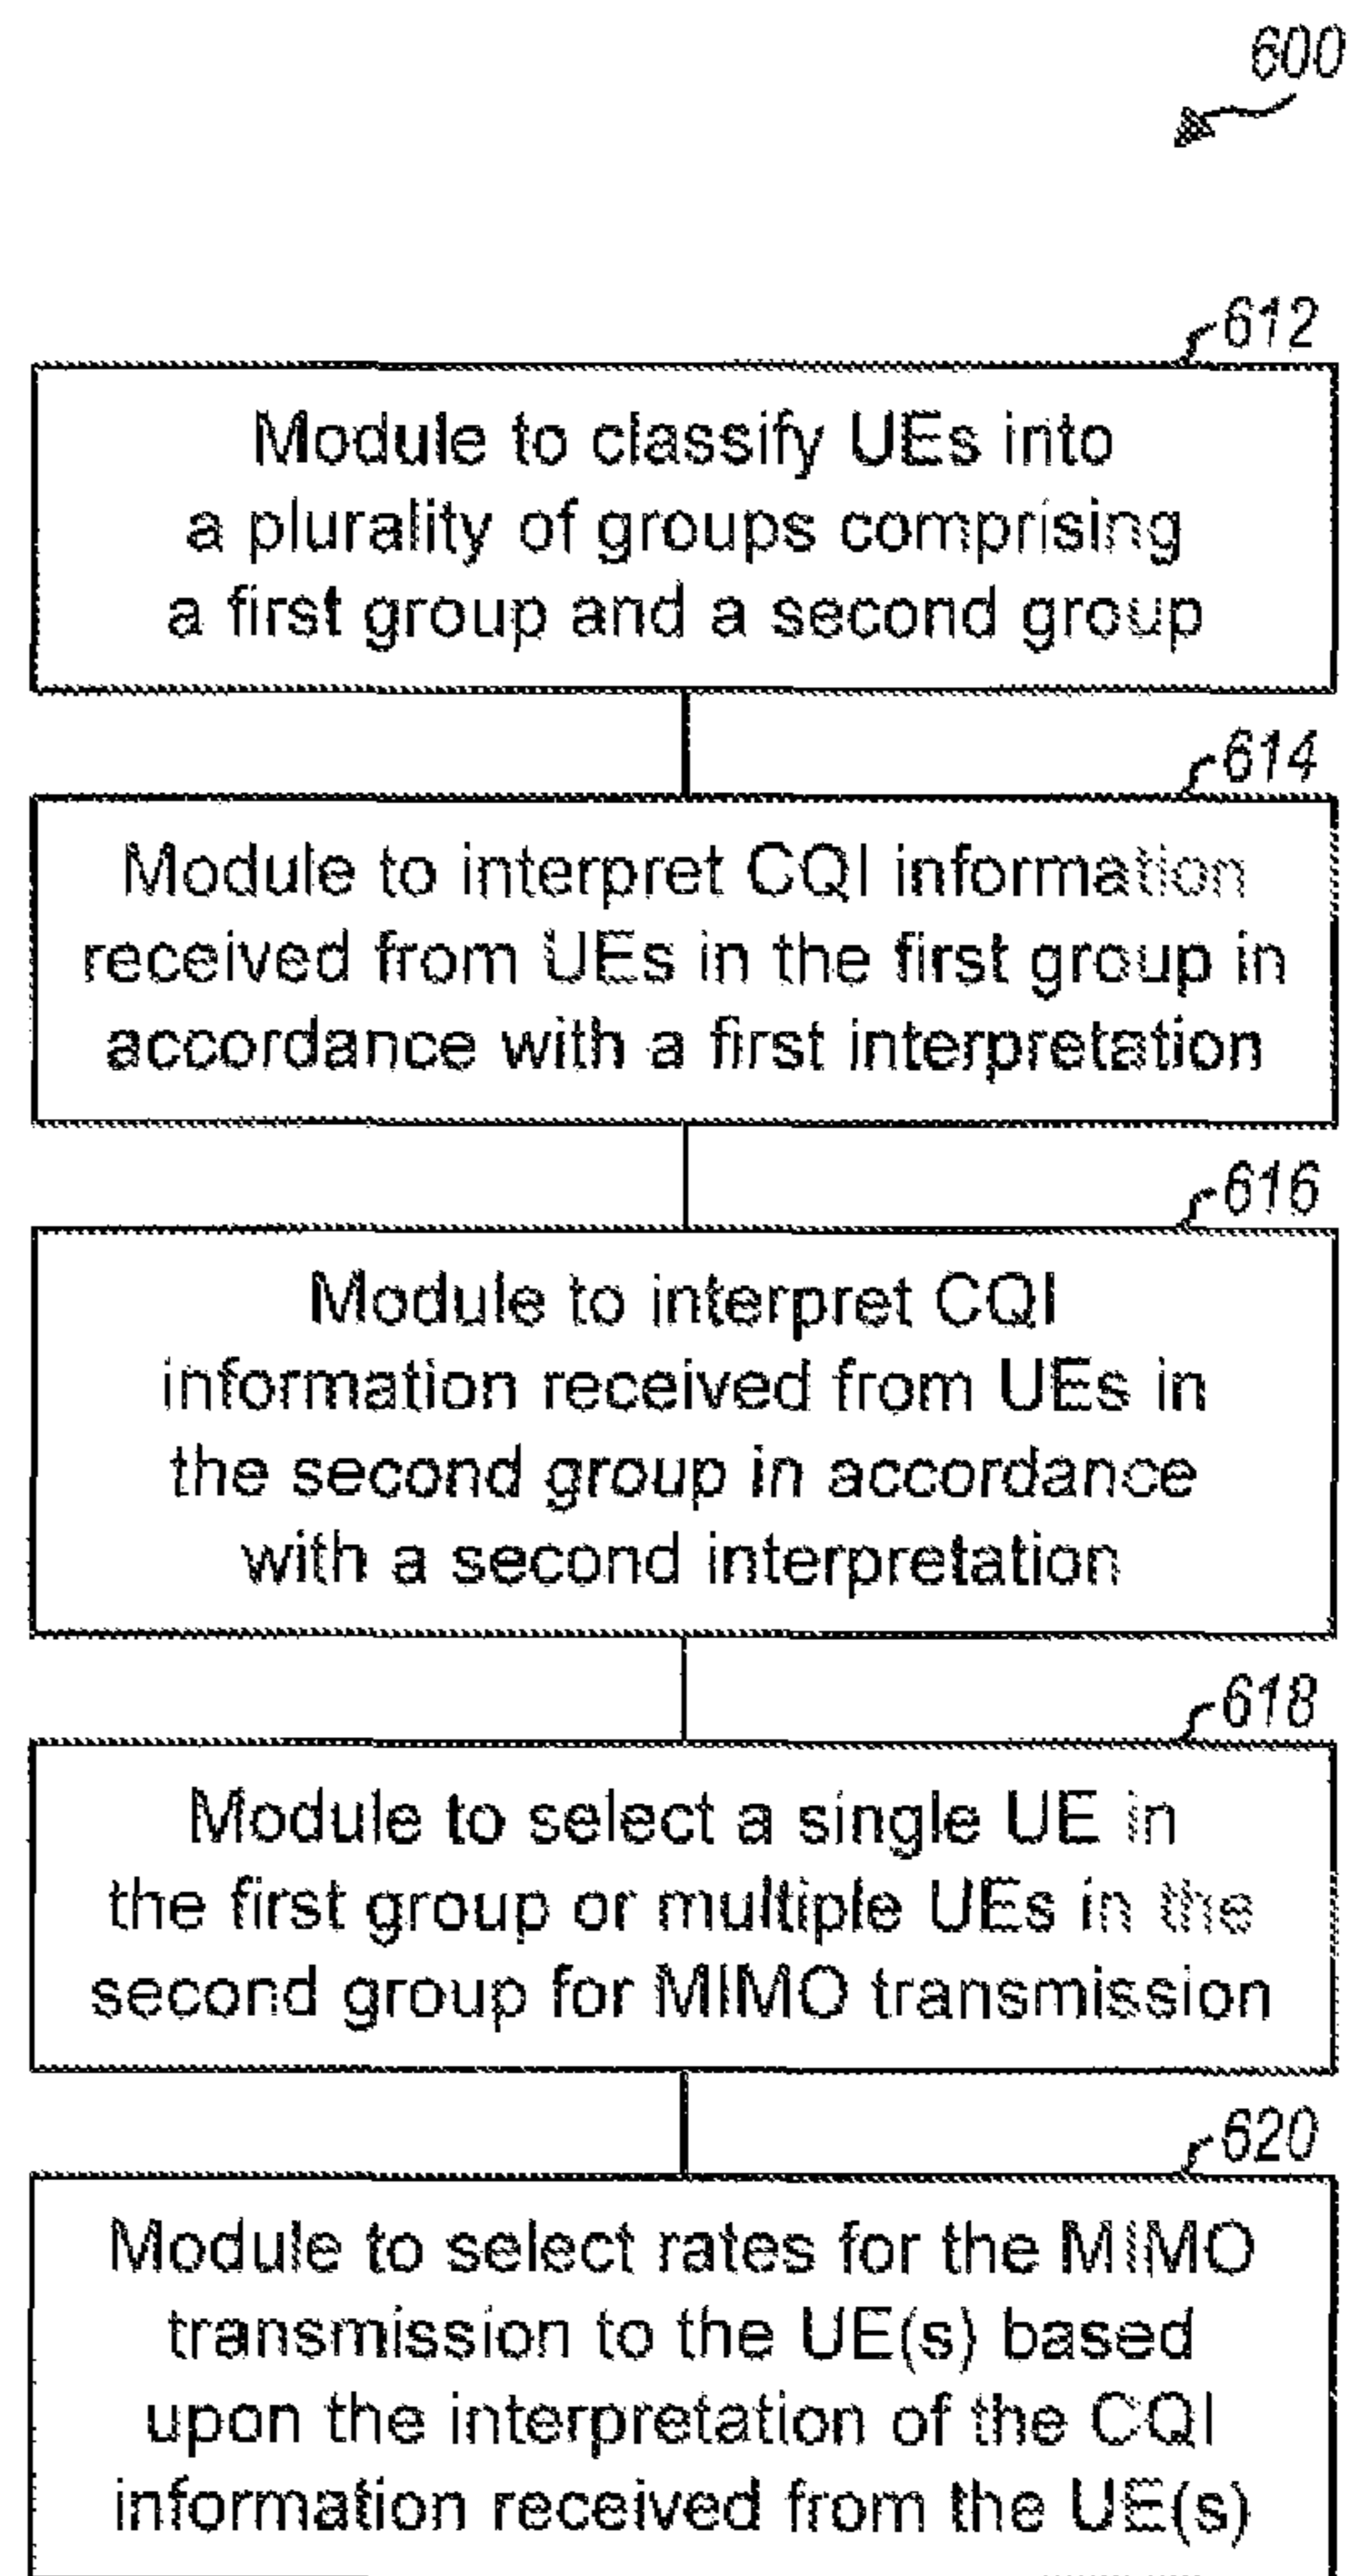 600
612
Module to classify UEs into
a plurality of groups comprising
a first group and a second group
614
Module to interpret CQI information
received from UEs in the first group in
accordance with a first interpretation
616
Module to interpret CQI
information received from UEs in
the second group in accordance
with a second interpretation
618
Module to select a single UE in
the first group or multiple UEs in the
second group for MIMO transmission
620
Module to select rates for the MIMO
transmission to the UE(s) based
upon the interpretation of the CQI
information received from the UE(s)